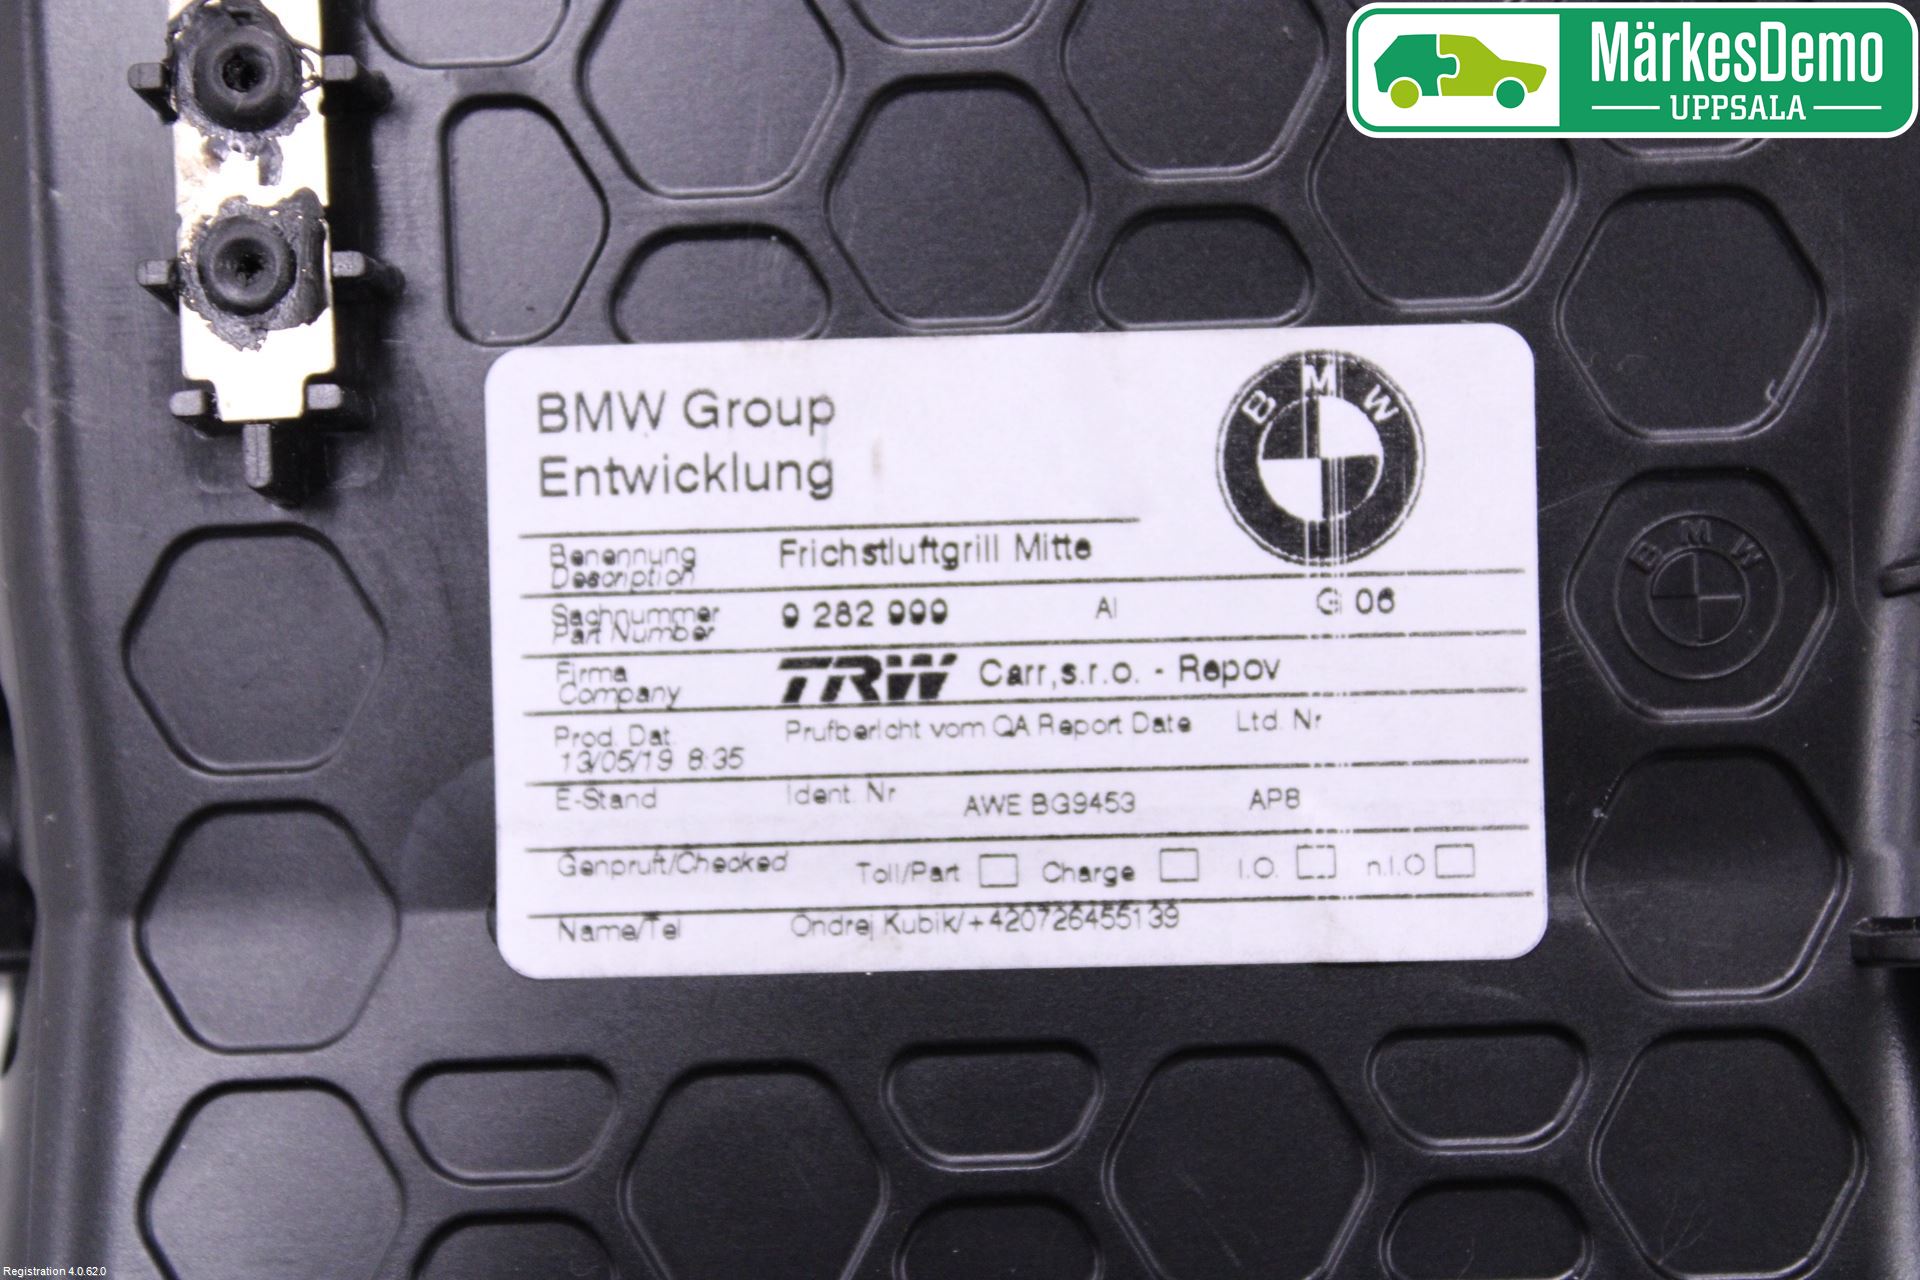 MärkesDemo
UPPSALA
BMW Group
Entwicklung
BMW
Benennung
Description
Frichstluftgrill Mitte
Sachnummer
Part Number
9 282 999 AI G 06
Firma
Company
TRW Carr,s.r.o. - Repov
BMW
Prod. Dat. Prufbericht vom QA Report Date Ltd. Nr
13/05/19 8:35
E-Stand Ident. Nr AWE BG9453 AP8
Genpruft/Checked Toll/Part Charge I.O. n.I.O
Name/Tel Ondrej Kubik/+420726455139
Registration 4.0.62.0